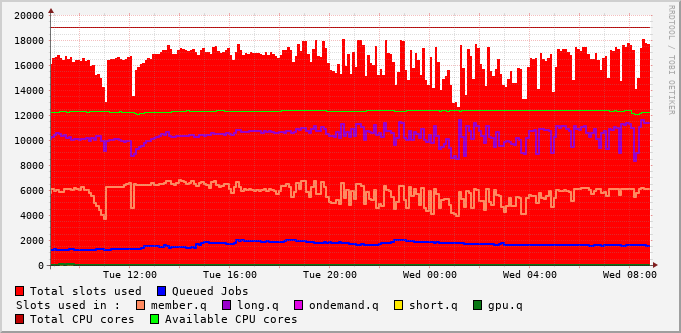 20000
18000
16000
14000
12000
10000
8000
6000
4000
2000
0
Tue 12:00 Tue 16:00 Tue 20:00 Wed 00:00 Wed 04:00 Wed 08:00
Total slots used Queued Jobs
Slots used in : member.q long.q ondemand.q short.q gpu.q
Total CPU cores Available CPU cores
RRDTOOL / TOBI OETIKER